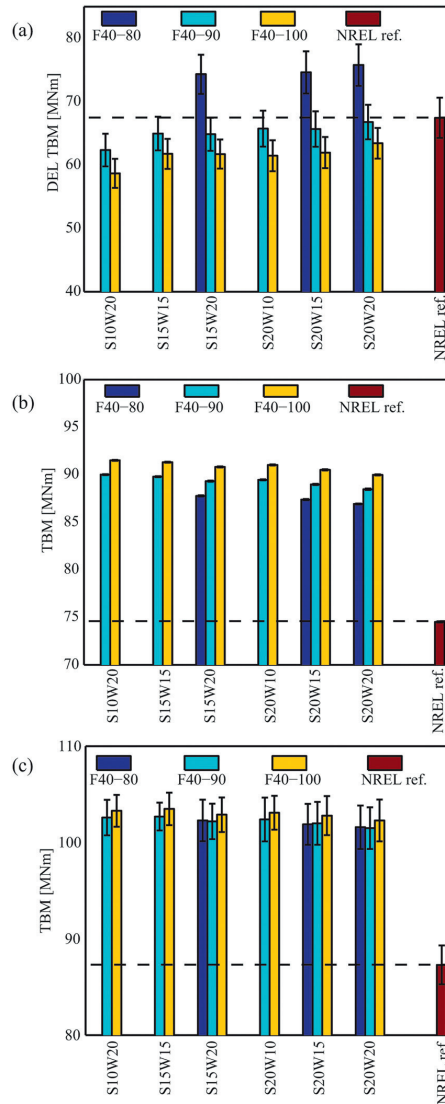 (a)
F40−80 F40−90 F40−100 NREL ref.
80
70
60
50
40
DEL TBM [MNm]
S10W20 S15W15 S15W20 S20W10 S20W15 S20W20 NREL ref.
(b)
100
F40−80 F40−90 F40−100 NREL ref.
95
90
85
80
75
70
TBM [MNm]
S10W20 S15W15 S15W20 S20W10 S20W15 S20W20 NREL ref.
(c)
110
F40−80 F40−90 F40−100 NREL ref.
100
90
80
TBM [MNm]
S10W20 S15W15 S15W20 S20W10 S20W15 S20W20 NREL ref.